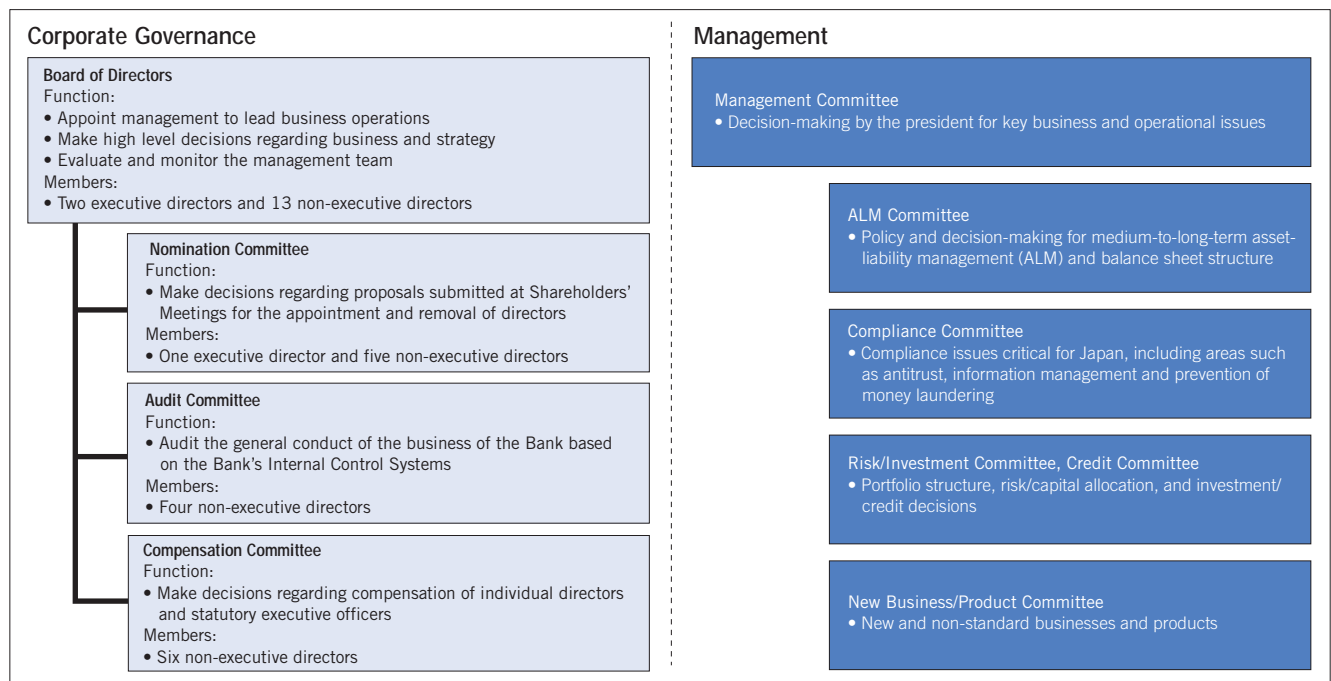 Corporate Governance
Board of Directors
Function:
• Appoint management to lead business operations
• Make high level decisions regarding business and strategy
• Evaluate and monitor the management team
Members:
• Two executive directors and 13 non-executive directors
Nomination Committee
Function:
• Make decisions regarding proposals submitted at Shareholders’
Meetings for the appointment and removal of directors
Members:
• One executive director and five non-executive directors
Audit Committee
Function:
• Audit the general conduct of the business of the Bank based
on the Bank’s Internal Control Systems
Members:
• Four non-executive directors
Compensation Committee
Function:
• Make decisions regarding compensation of individual directors
and statutory executive officers
Members:
• Six non-executive directors
Management
Management Committee
• Decision-making by the president for key business and operational issues
ALM Committee
• Policy and decision-making for medium-to-long-term asset-
liability management (ALM) and balance sheet structure
Compliance Committee
• Compliance issues critical for Japan, including areas such
as antitrust, information management and prevention of
money laundering
Risk/Investment Committee, Credit Committee
• Portfolio structure, risk/capital allocation, and investment/
credit decisions
New Business/Product Committee
• New and non-standard businesses and products